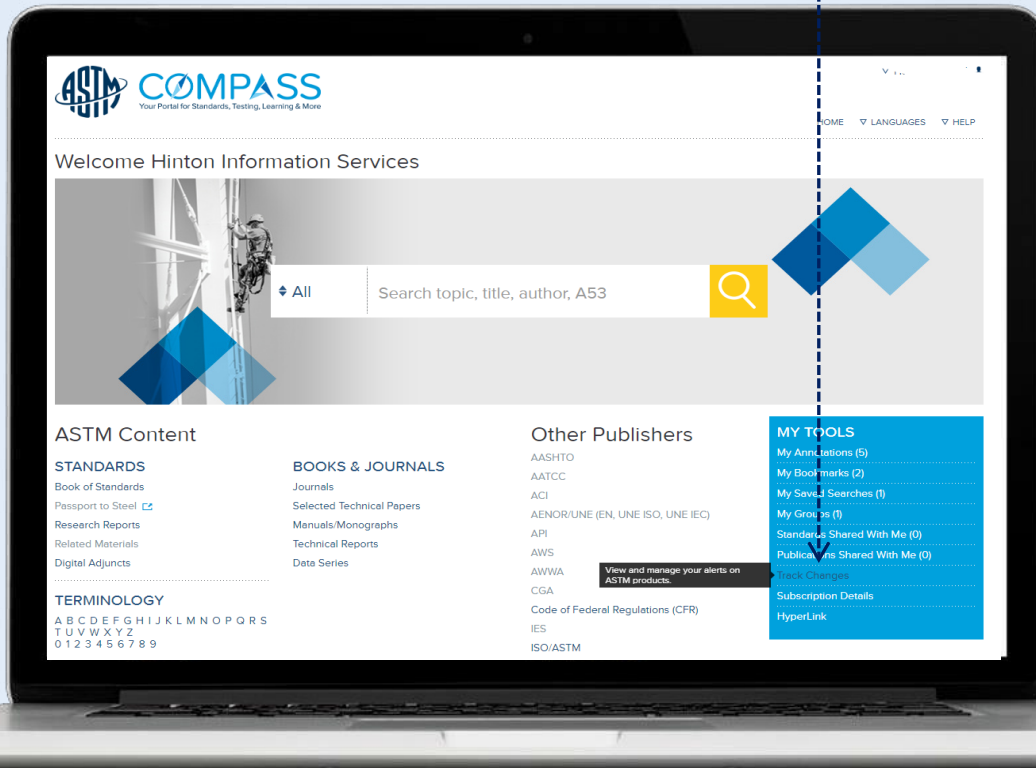 ASTM COMPASS
Your Portal for Standards, Testing, Learning & More
HOME LANGUAGES HELP
Welcome Hinton Information Services
All Search topic, title, author, A53
ASTM Content
STANDARDS
Book of Standards
Passport to Steel
Research Reports
Related Materials
Digital Adjuncts
TERMINOLOGY
A B C D E F G H I J K L M N O P Q R S
T U V W X Y Z
0 1 2 3 4 5 6 7 8 9
BOOKS & JOURNALS
Journals
Selected Technical Papers
Manuals/Monographs
Technical Reports
Data Series
Other Publishers
AASHTO
AATCC
ACI
AENOR/UNE (EN, UNE ISO, UNE IEC)
API
AWS
AWWA
CGA
Code of Federal Regulations (CFR)
IES
ISO/ASTM
View and manage your alerts on
ASTM products.
MY TOOLS
My Annotations (5)
My Bookmarks (2)
My Saved Searches (1)
My Groups (1)
Standards Shared With Me (0)
Publications Shared With Me (0)
Track Changes
Subscription Details
HyperLink